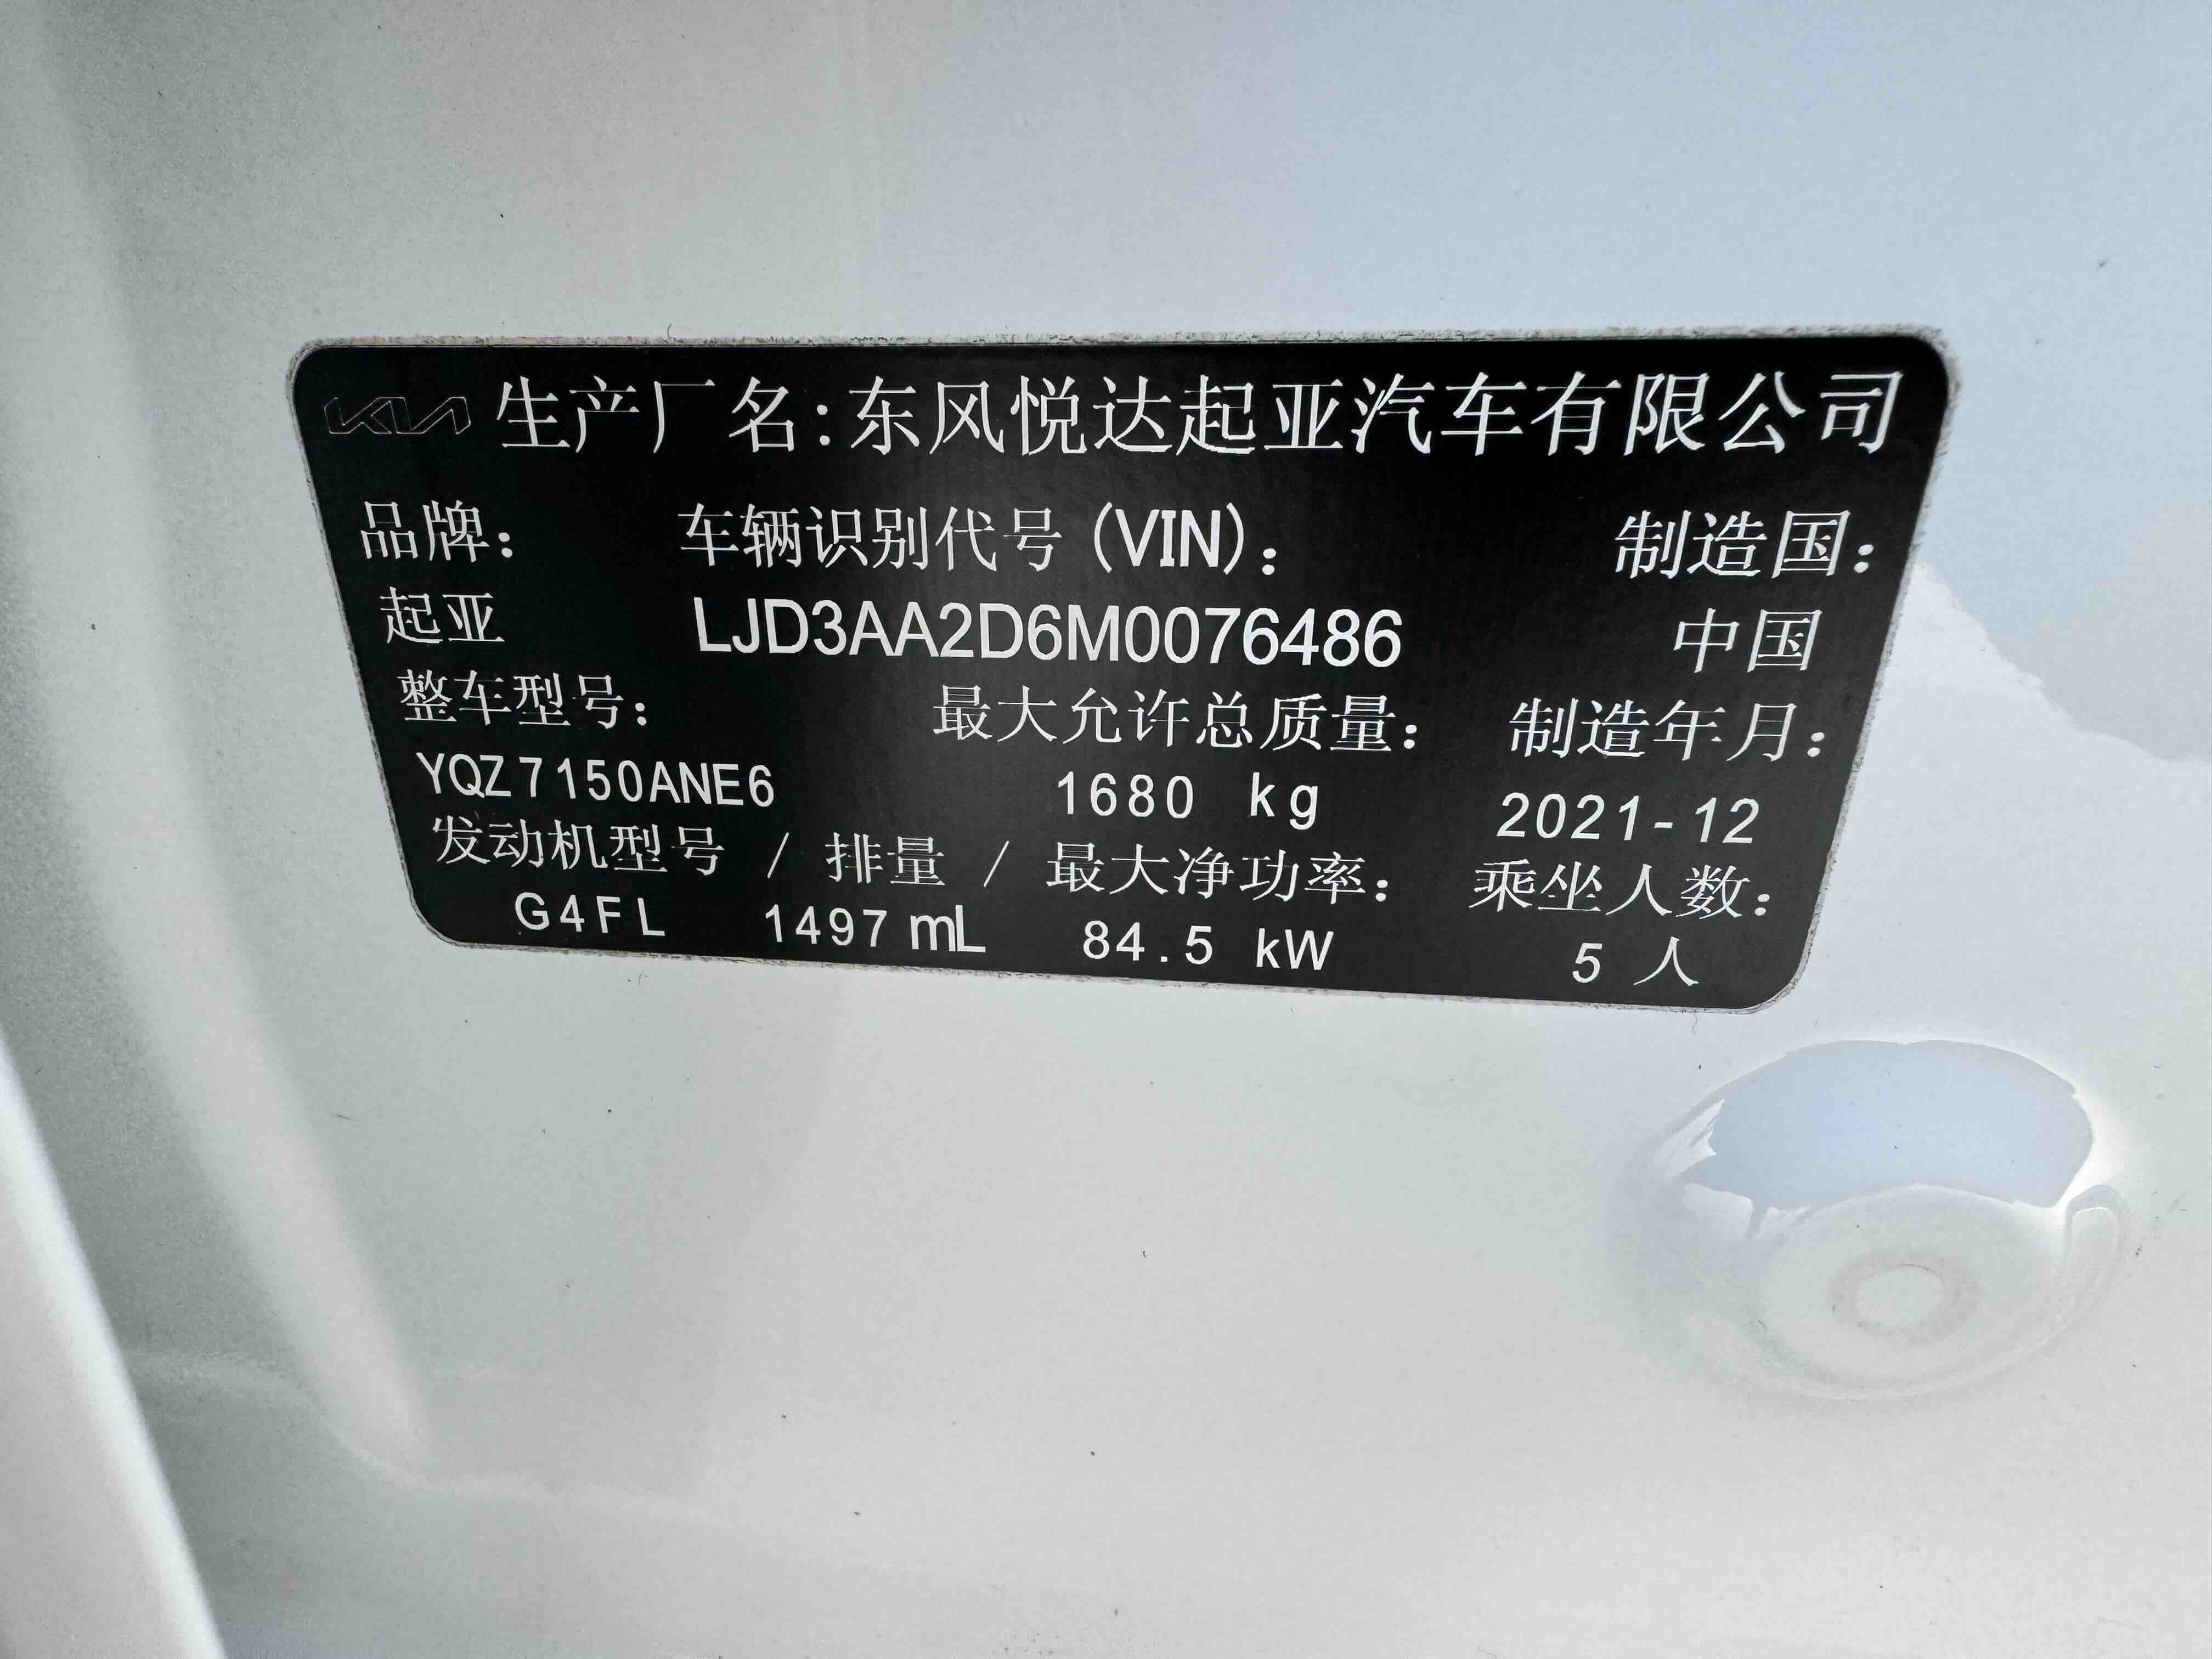 KIA 生产厂名:东风悦达起亚汽车有限公司
品牌: 车辆识别代号(VIN): 制造国:
起亚 LJD3AA2D6M0076486 中国
整车型号: 最大允许总质量: 制造年月:
YQZ7150ANE6 1680 kg 2021-12
发动机型号 / 排量 / 最大净功率: 乘坐人数:
G4FL 1497 mL 84.5 kW 5 人